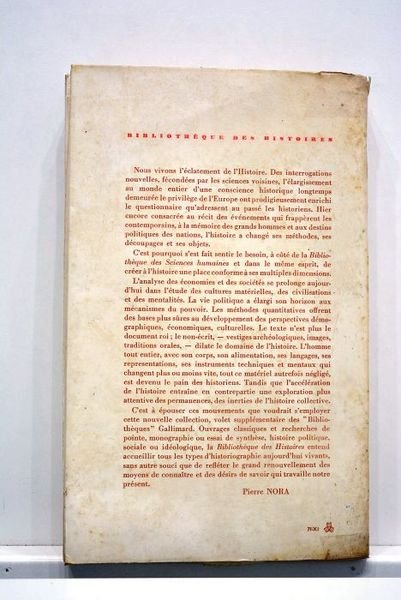 BIBLIOTHÈQUE DES HISTOIRES
Nous vivons l'éclatement de l'Histoire. Des interrogations
nouvelles, fécondées par les sciences voisines, l'élargissement
au monde entier d'une conscience historique longtemps
demeurée le privilège de l'Europe ont prodigieusement enrichi
le questionnaire qu'adressent au passé les historiens. Hier
encore consacrée au récit des événements qui frappèrent les
contemporains, à la mémoire des grands hommes et aux destins
politiques des nations, l'histoire a changé ses méthodes, ses
découpages et ses objets.
C'est pourquoi s'est fait sentir le besoin, à côté de la Biblio-
thèque des Sciences humaines et dans le même esprit, de
créer à l'histoire une place conforme à ses multiples dimensions.
L'analyse des économies et des sociétés se prolonge aujour-
d'hui dans l'étude des cultures matérielles, des civilisations
et des mentalités. La vie politique a élargi son horizon aux
mécanismes du pouvoir. Les méthodes quantitatives offrent
des bases plus sûres au développement des perspectives démo-
graphiques, économiques, culturelles. Le texte n'est plus le
document roi ; le non-écrit, — vestiges archéologiques, images,
traditions orales, — dilate le domaine de l'histoire. L'homme
tout entier, avec son corps, son alimentation, ses langages, ses
representations, ses instruments techniques et mentaux qui
changent plus ou moins vite, tout ce matériel autrefois négligé,
est devenu le pain des historiens. Tandis que l'accélération
de l'histoire entraîne en contrepartie une exploration plus
attentive des permanences, des inerties de l'histoire collective.
C'est à épouser ces mouvements que voudrait s'employer
cette nouvelle collection, volet supplémentaire des "Biblio-
thèques" Gallimard. Ouvrages classiques et recherches de
pointe, monographie ou essai de synthèse, histoire politique,
sociale ou idéologique, la Bibliothèque des Histoires entend
accueillir tous les types d'historiographie aujourd'hui vivants,
sans autre souci que de refléter le grand renouvellement des
moyens de connaître et des désirs de savoir qui travaille notre
présent.
Pierre NORA